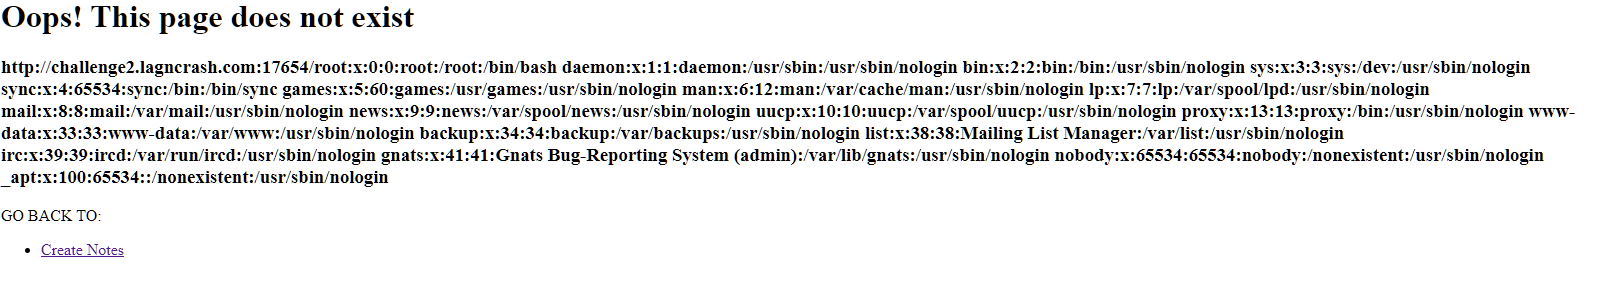 Oops! This page does not exist
http://challenge2.lagncrash.com:17654/root:x:0:0:root:/root:/bin/bash daemon:x:1:1:daemon:/usr/sbin:/usr/sbin/nologin bin:x:2:2:bin:/bin:/usr/sbin/nologin sys:x:3:3:sys:/dev:/usr/sbin/nologin
sync:x:4:65534:sync:/bin:/bin/sync games:x:5:60:games:/usr/games:/usr/sbin/nologin man:x:6:12:man:/var/cache/man:/usr/sbin/nologin lp:x:7:7:lp:/var/spool/lpd:/usr/sbin/nologin
mail:x:8:8:mail:/var/mail:/usr/sbin/nologin news:x:9:9:news:/var/spool/news:/usr/sbin/nologin uucp:x:10:10:uucp:/var/spool/uucp:/usr/sbin/nologin proxy:x:13:13:proxy:/bin:/usr/sbin/nologin www-
data:x:33:33:www-data:/var/www:/usr/sbin/nologin backup:x:34:34:backup:/var/backups:/usr/sbin/nologin list:x:38:38:Mailing List Manager:/var/list:/usr/sbin/nologin
irc:x:39:39:ircd:/var/run/ircd:/usr/sbin/nologin gnats:x:41:41:Gnats Bug-Reporting System (admin):/var/lib/gnats:/usr/sbin/nologin nobody:x:65534:65534:nobody:/nonexistent:/usr/sbin/nologin
_apt:x:100:65534::/nonexistent:/usr/sbin/nologin
GO BACK TO:
• Create Notes